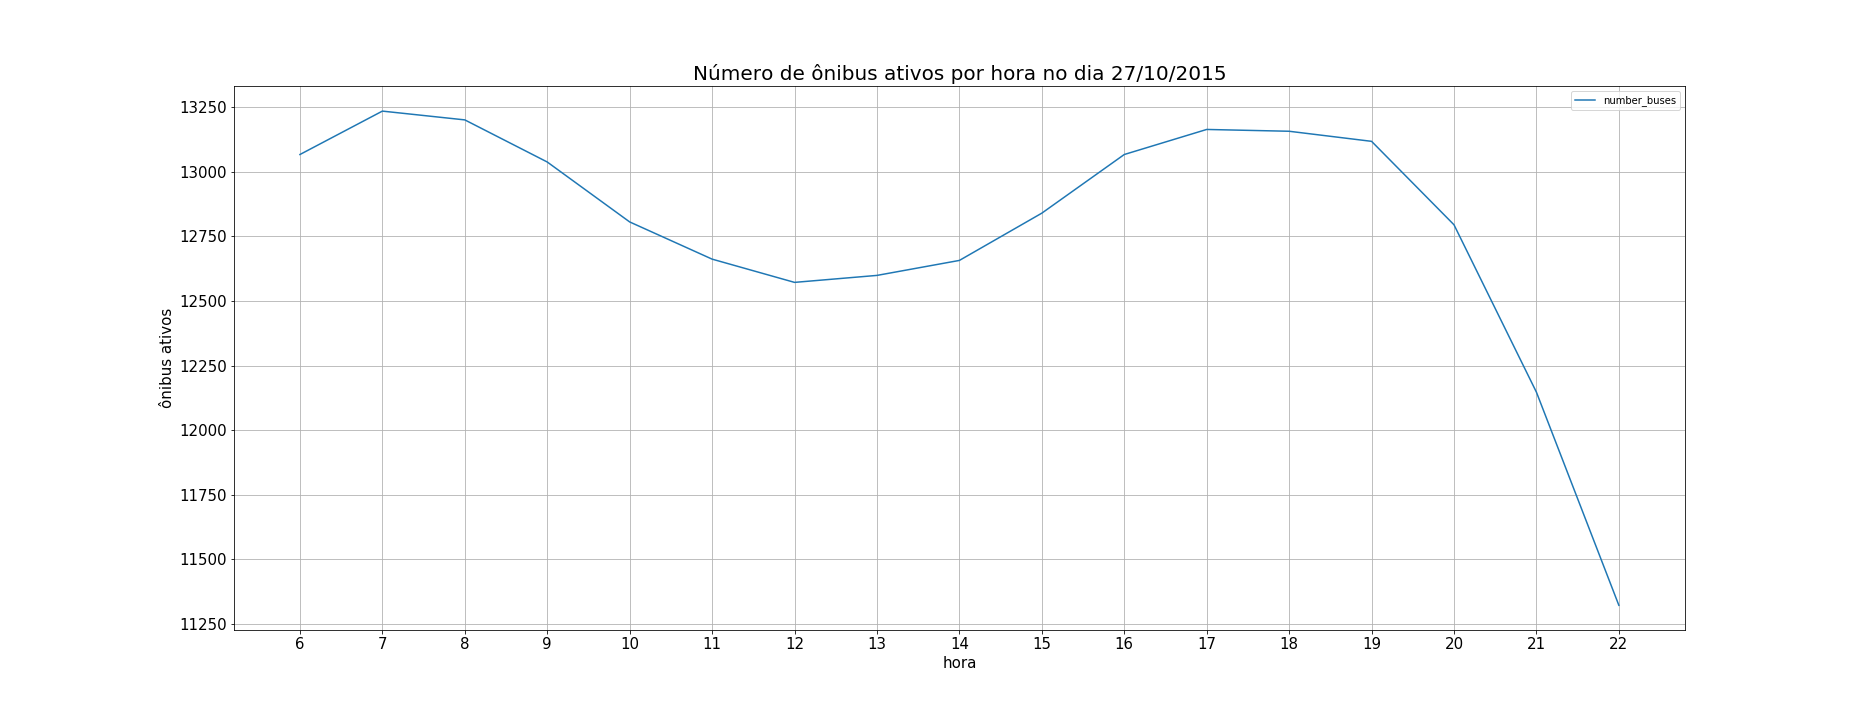 Número de ônibus ativos por hora no dia 27/10/2015
number_buses
13250
13000
12750
12500
12250
12000
11750
11500
11250
ônibus ativos
6 7 8 9 10 11 12 13 14 15 16 17 18 19 20 21 22
hora